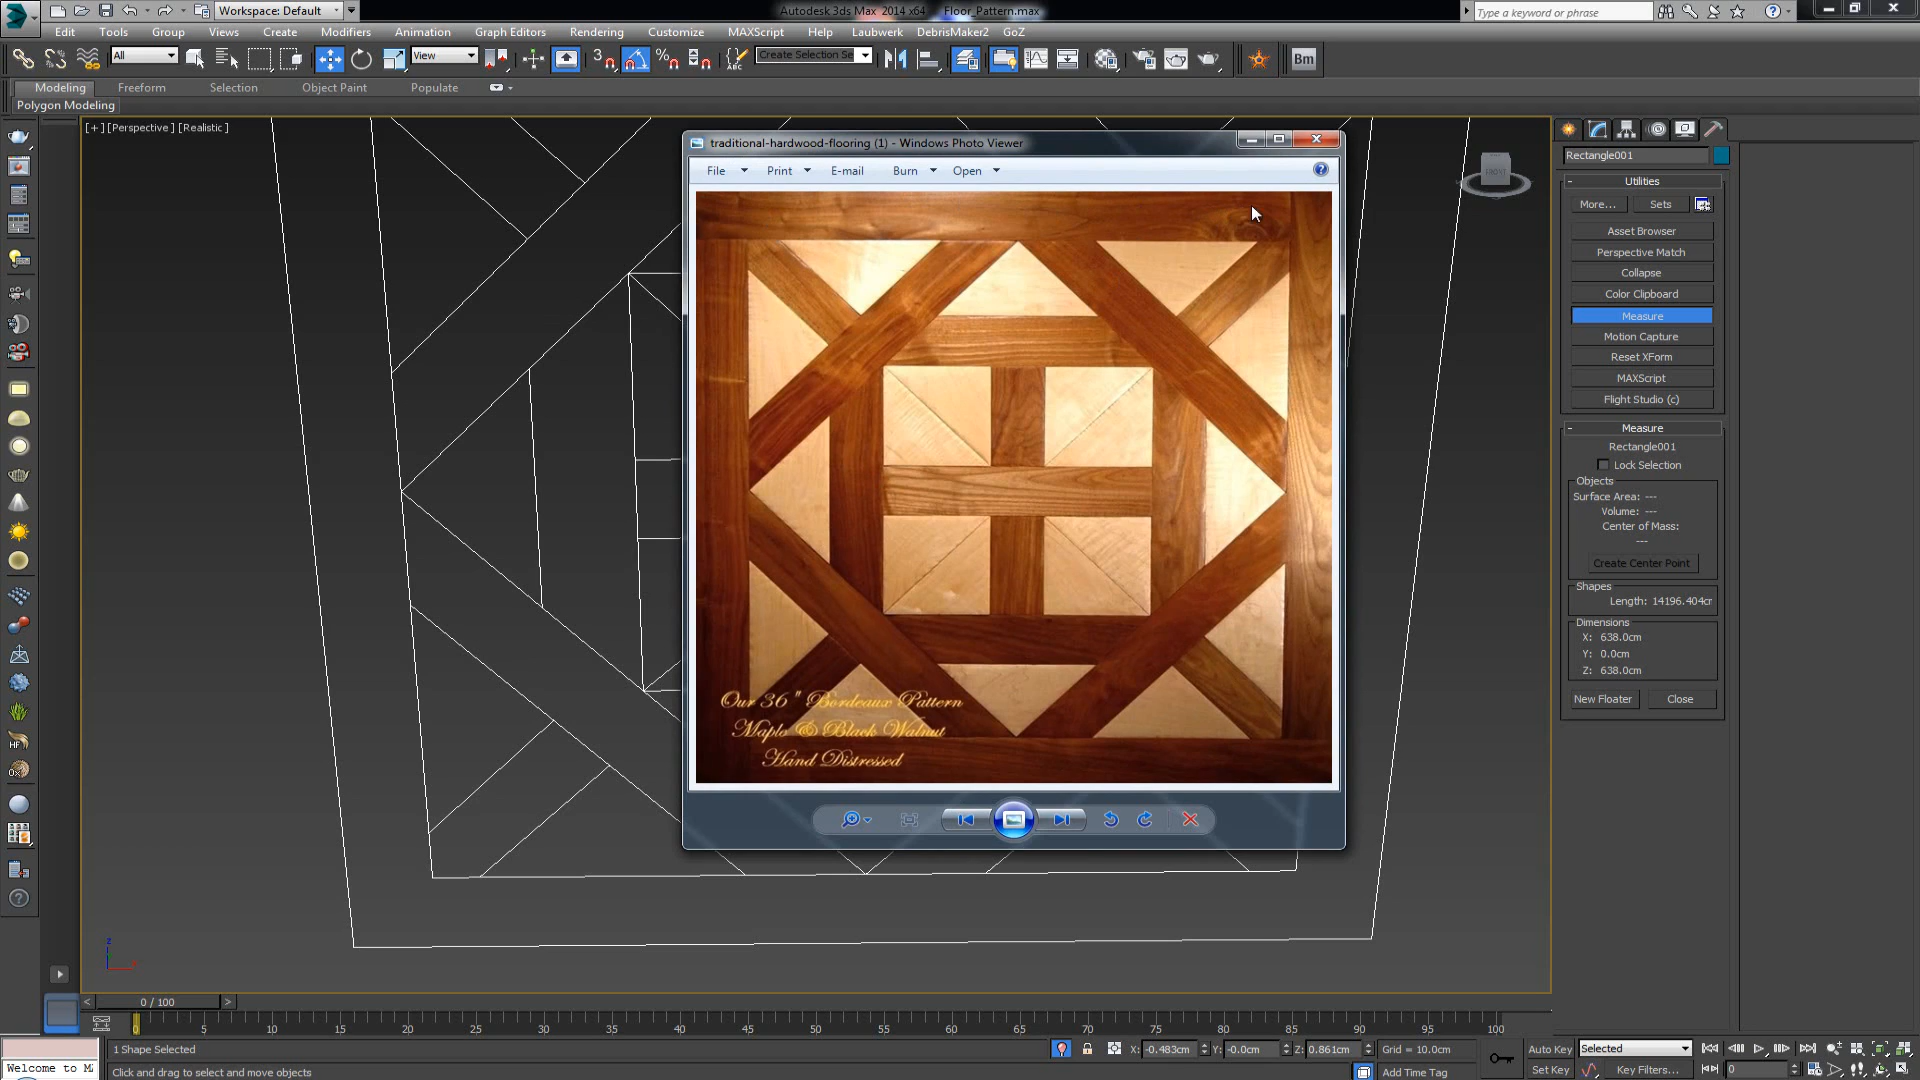 Workspace: Default
Autodesk 3ds Max 2014 x64 Floor_Pattern.max
Type a keyword or phrase
Edit Tools Group Views Create Modifiers Animation Graph Editors Rendering Customize MAXScript Help Laubwerk DebrisMaker2 GoZ
All
View
3
ABC
Create Selection Se
Bm
Modeling Freeform Selection Object Paint Populate
Polygon Modeling
[+] [Perspective] [Realistic]
traditional-hardwood-flooring (1) - Windows Photo Viewer
File Print E-mail Burn Open
Our 36 " Bordeaux Pattern
Maple & Black Walnut
Hand Distressed
FRONT
Rectangle001
- Utilities
More... Sets
Asset Browser
Perspective Match
Collapse
Color Clipboard
Measure
Motion Capture
Reset XForm
MAXScript
Flight Studio (c)
- Measure
Rectangle001
Lock Selection
Objects
Surface Area: ---
Volume: ---
Center of Mass:
---
Create Center Point
Shapes
Length: 14196.404cm
Dimensions
X: 638.0cm
Y: 0.0cm
Z: 638.0cm
New Floater Close
HF
z
x
< 0 / 100 >
0 5 10 15 20 25 30 35 40 45 50 55 60 65 70 75 80 85 90 95 100
1 Shape Selected
X: -0.483cm Y: -0.0cm Z: 0.861cm Grid = 10.0cm
Auto Key Selected
Welcome to MA
Click and drag to select and move objects
Add Time Tag
Set Key Key Filters... 0